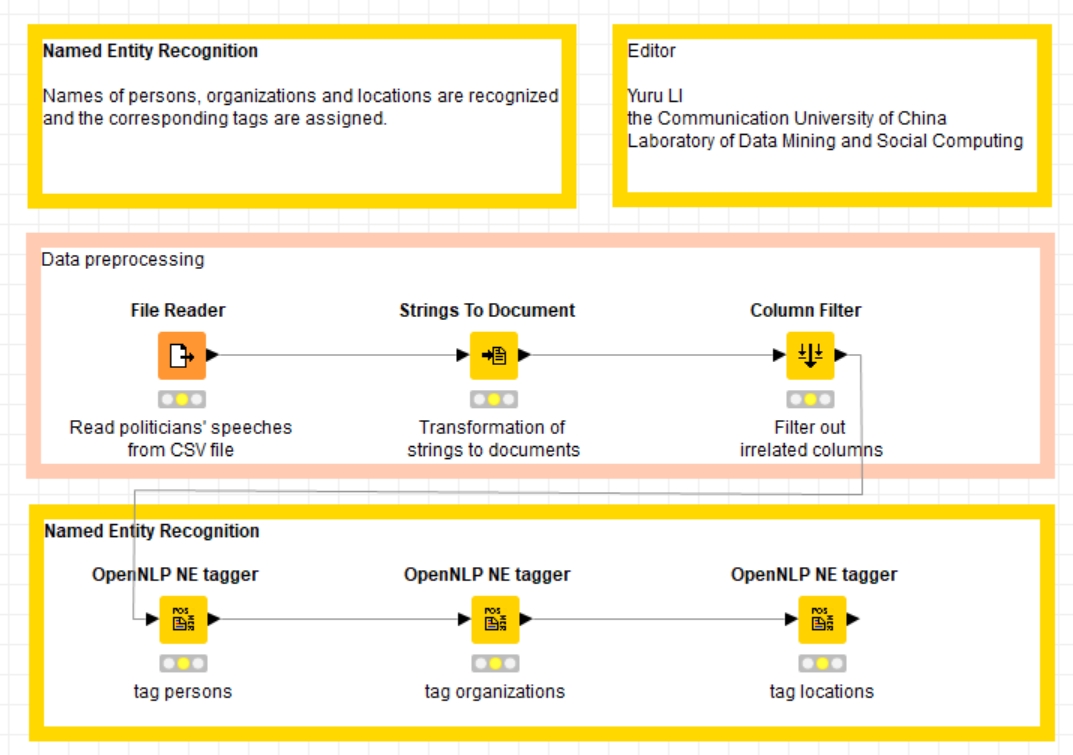 Named Entity Recognition
Names of persons, organizations and locations are recognized
and the corresponding tags are assigned.
Editor
Yuru LI
the Communication University of China
Laboratory of Data Mining and Social Computing
Data preprocessing
File Reader
Read politicians' speeches
from CSV file
Strings To Document
Transformation of
strings to documents
Column Filter
Filter out
irrelated columns
Named Entity Recognition
OpenNLP NE tagger
POS
tag persons
OpenNLP NE tagger
POS
tag organizations
OpenNLP NE tagger
POS
tag locations